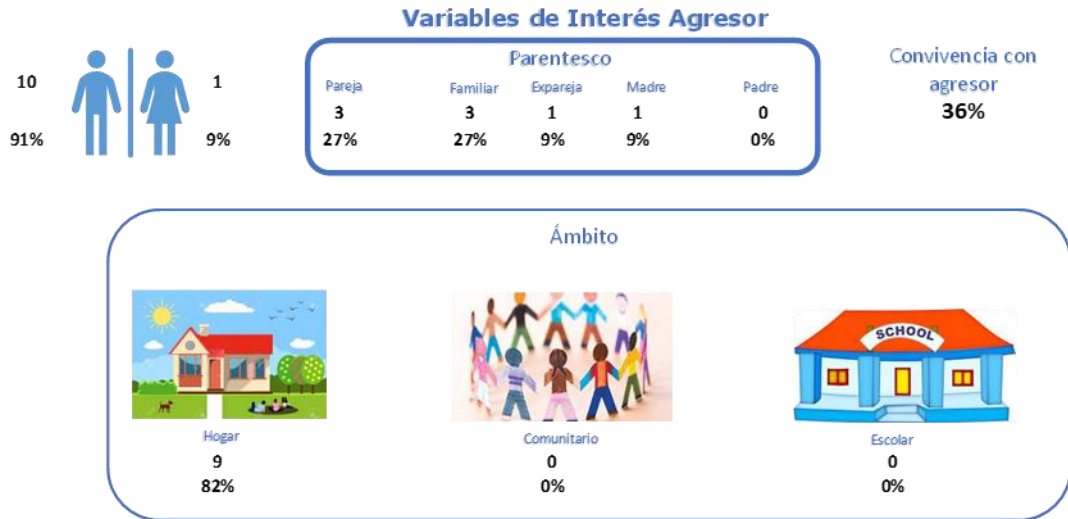 Variables de Interés Agresor
10
1
91%
9%
Parentesco
Pareja Familiar Expareja Madre Padre
3 3 1 1 0
27% 27% 9% 9% 0%
Convivencía con
agresor
36%
Ámbito
SCHOOL
Hogar Comunitario Escolar
9 0 0
82% 0% 0%